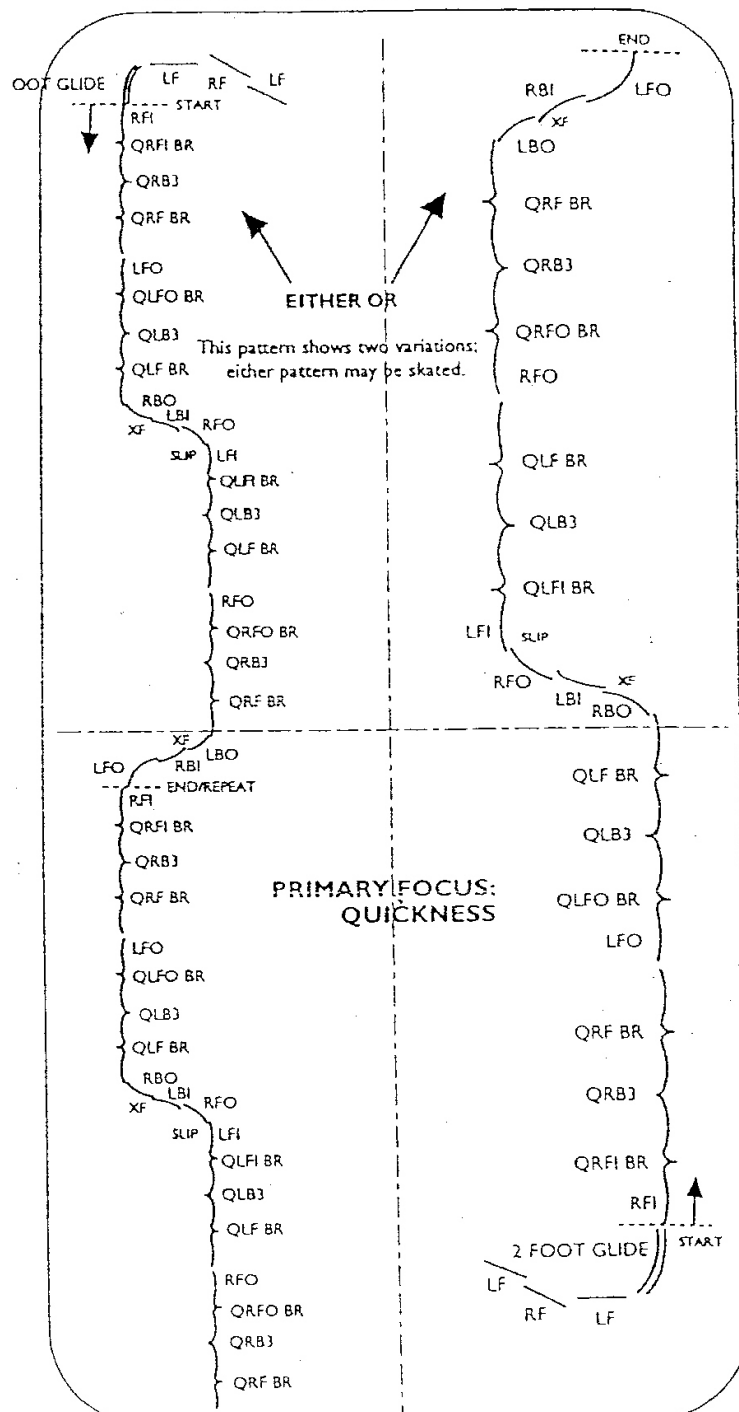 LF
RF
LF
OOT GLIDE
START
RFI
QRFI BR
QRB3
QRF BR
LFO
QLFO BR
QLB3
QLF BR
RBO
LBI
XF
RFO
SLIP
LFI
QLFI BR
QLB3
QLF BR
RFO
QRFO BR
QRB3
QRF BR
XF
LBO
LFO
RBI
END/REPEAT
RFI
QRFI BR
QRB3
QRF BR
LFO
QLFO BR
QLB3
QLF BR
RBO
LBI
XF
RFO
SLIP
LFI
QLFI BR
QLB3
QLF BR
RFO
QRFO BR
QRB3
QRF BR
EITHER OR
This pattern shows two variations;
either pattern may be skated.
PRIMARY FOCUS:
QUICKNESS
END
RBI
LFO
XF
LBO
QRF BR
QRB3
QRFO BR
RFO
QLF BR
QLB3
QLFI BR
LFI
SLIP
RFO
XF
LBI
RBO
QLF BR
QLB3
QLFO BR
LFO
QRF BR
QRB3
QRFI BR
RFI
START
2 FOOT GLIDE
LF
RF
LF